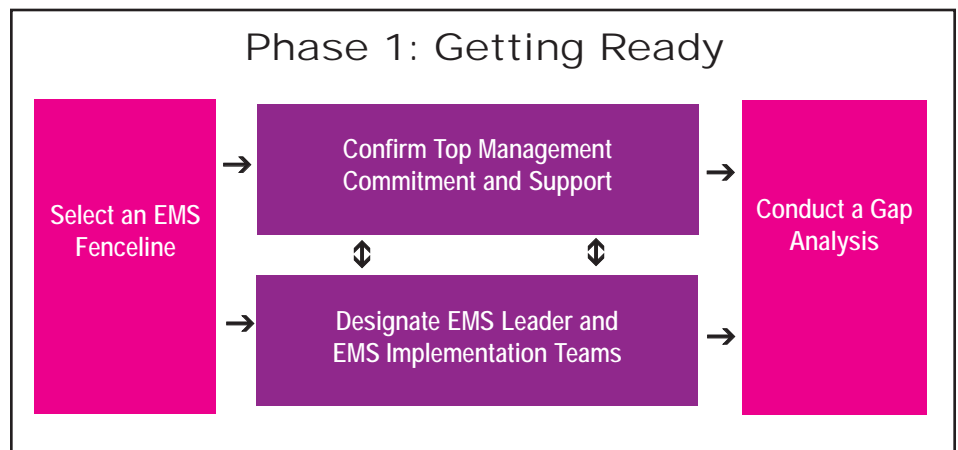 Phase 1: Getting Ready
Select an EMS
Fenceline
Confirm Top Management
Commitment and Support
Designate EMS Leader and
EMS Implementation Teams
Conduct a Gap
Analysis